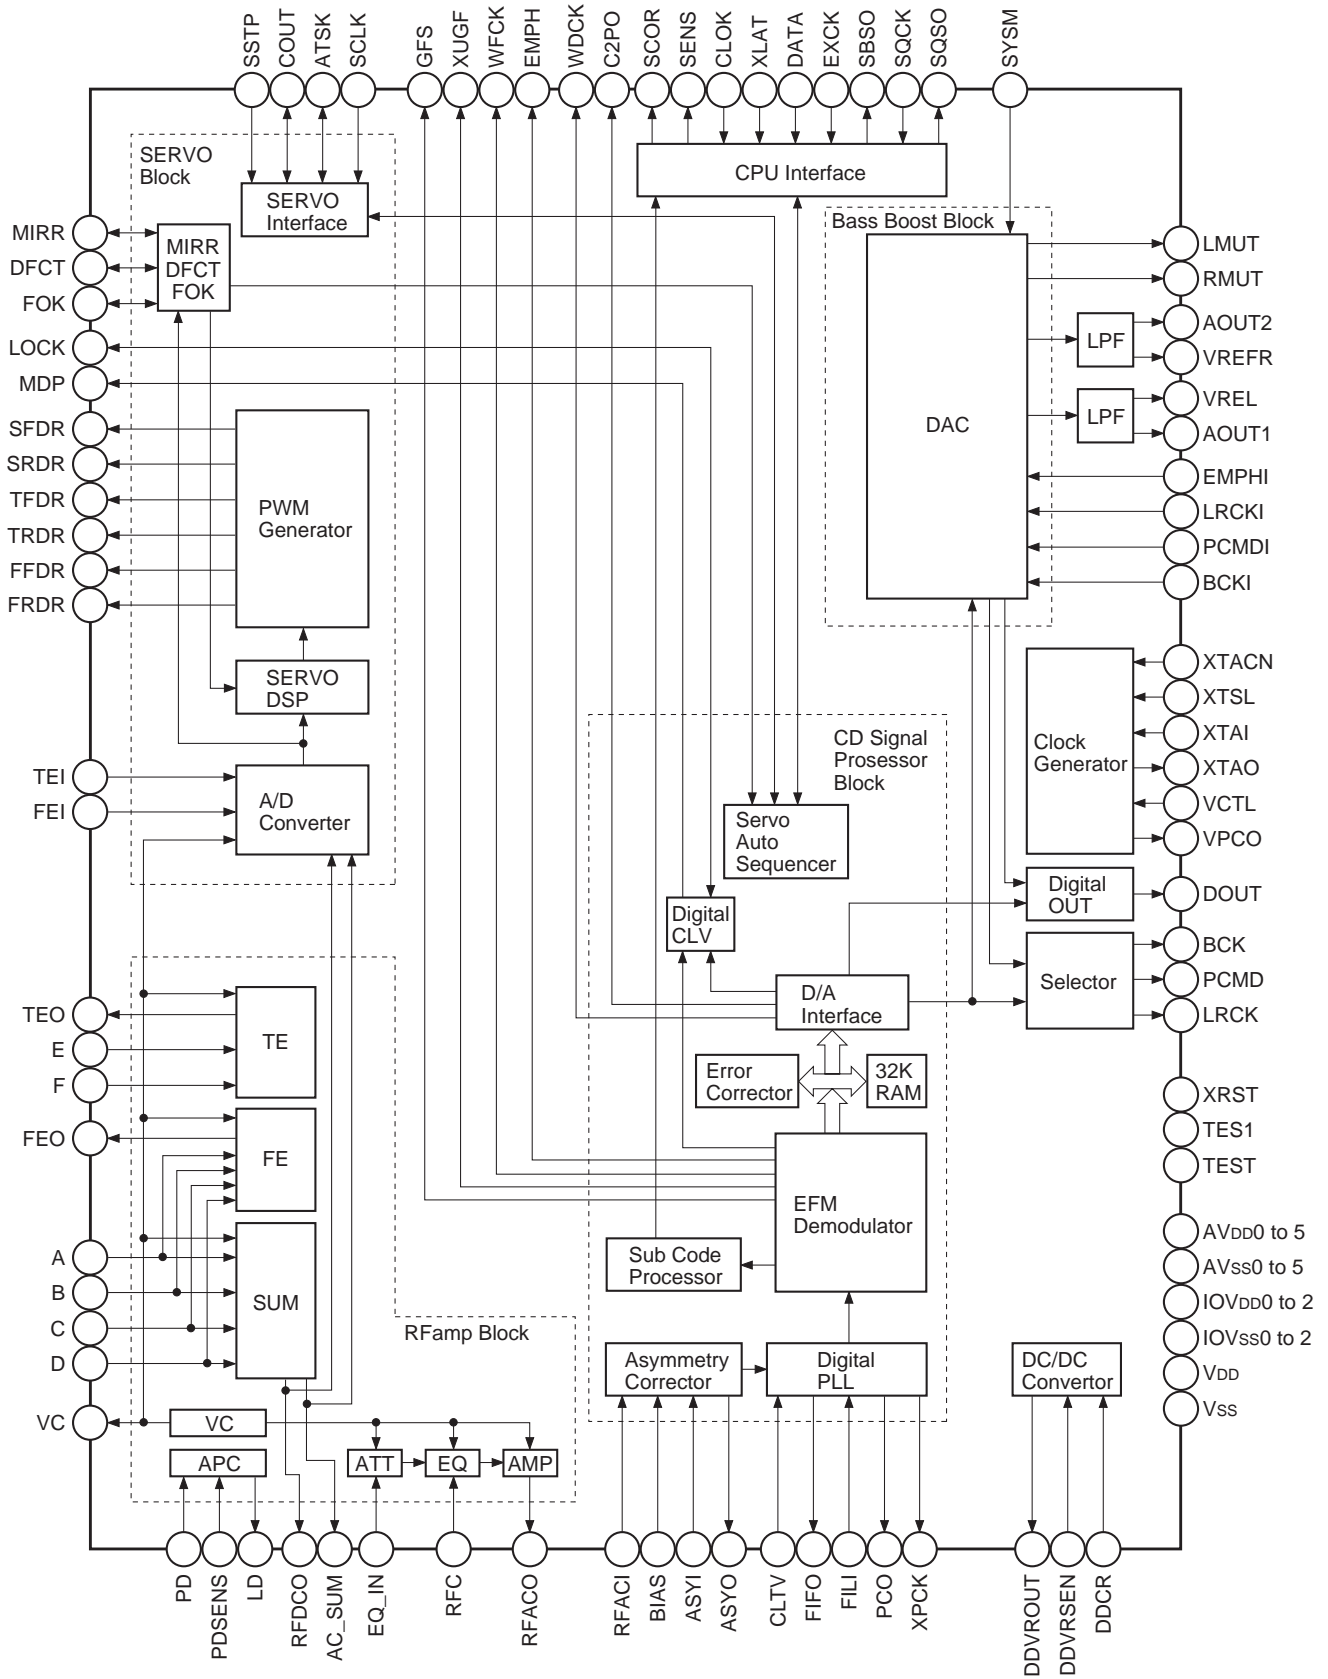 SSTP
COUT
ATSK
SCLK
GFS
XUGF
WFCK
EMPH
WDCK
C2PO
SCOR
SENS
CLOK
XLAT
DATA
EXCK
SBSO
SQCK
SQSO
SYSM
SERVO
Block
SERVO
Interface
CPU Interface
Bass Boost Block
MIRR
DFCT
FOK
LOCK
MDP
SFDR
SRDR
TFDR
TRDR
FFDR
FRDR
MIRR
DFCT
FOK
PWM
Generator
SERVO
DSP
DAC
LPF
LPF
LMUT
RMUT
AOUT2
VREFR
VREL
AOUT1
EMPHI
LRCKI
PCMDI
BCKI
TEI
FEI
A/D
Converter
CD Signal
Prosessor
Block
Servo
Auto
Sequencer
Digital
CLV
Clock
Generator
XTACN
XTSL
XTAI
XTAO
VCTL
VPCO
Digital
OUT
DOUT
Selector
BCK
PCMD
LRCK
D/A
Interface
Error
Corrector
32K
RAM
TEO
E
F
FEO
A
B
C
D
VC
TE
FE
SUM
RFamp Block
VC
APC
ATT
EQ
AMP
EFM
Demodulator
Sub Code
Processor
Asymmetry
Corrector
Digital
PLL
DC/DC
Convertor
XRST
TES1
TEST
AVDD0 to 5
AVSS0 to 5
IOVDD0 to 2
IOVSS0 to 2
VDD
VSS
PD
PDSENS
LD
RFDCO
AC_SUM
EQ_IN
RFC
RFACO
RFACI
BIAS
ASYI
ASYO
CLTV
FIFO
FILI
PCO
XPCK
DDVROUT
DDVRSEN
DDCR